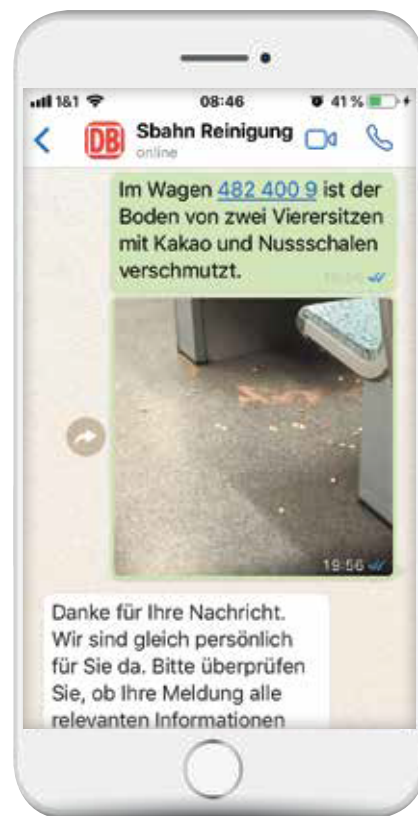 1&1 08:46 41 %
DB Sbahn Reinigung
online
Im Wagen 482 400 9 ist der
Boden von zwei Vierersitzen
mit Kakao und Nussschalen
verschmutzt.
19:56
Danke für Ihre Nachricht.
Wir sind gleich persönlich
für Sie da. Bitte überprüfen
Sie, ob Ihre Meldung alle
relevanten Informationen